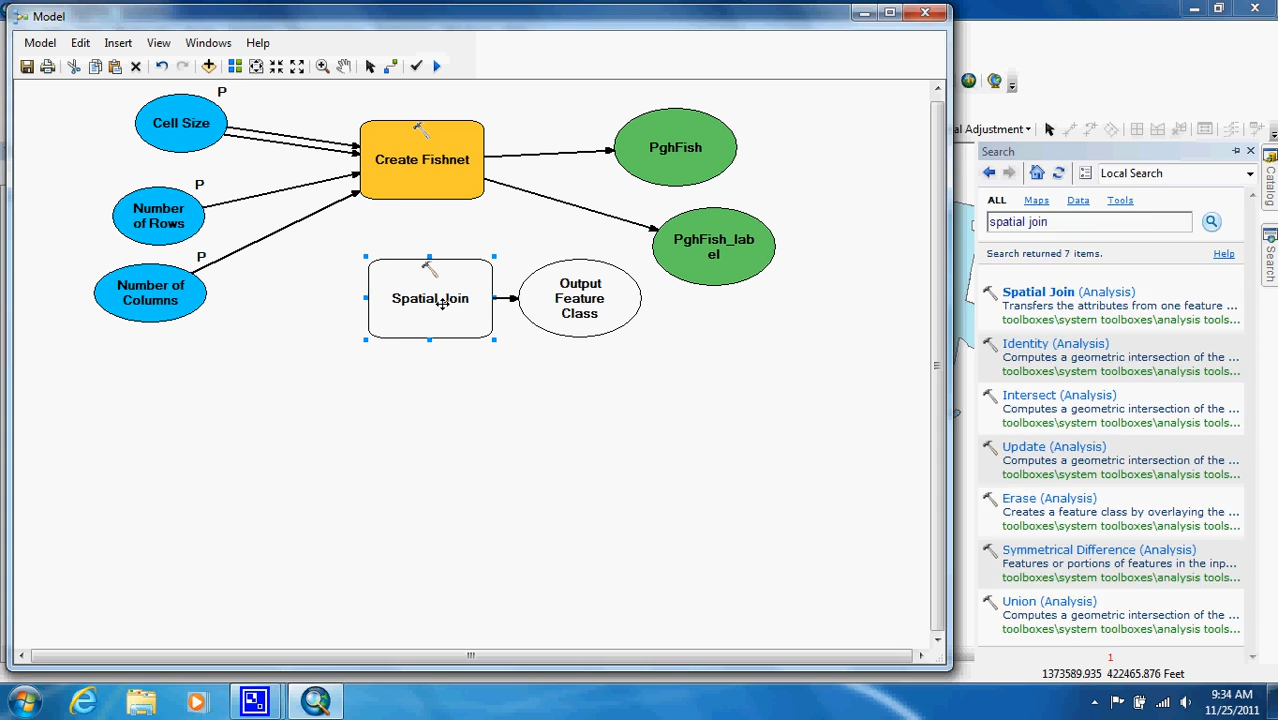 Model
Model Edit Insert View Windows Help
P
Cell Size
P
Number
of Rows
P
Number of
Columns
Create Fishnet
PghFish
PghFish_lab
el
Spatial Join
Output
Feature
Class
al Adjustment
Search
Local Search
ALL Maps Data Tools
spatial join
Search returned 7 items. Help
Spatial Join (Analysis)
Transfers the attributes from one feature ...
toolboxes\system toolboxes\analysis tools...
Identity (Analysis)
Computes a geometric intersection of the ...
toolboxes\system toolboxes\analysis tools...
Intersect (Analysis)
Computes a geometric intersection of the ...
toolboxes\system toolboxes\analysis tools...
Update (Analysis)
Computes a geometric intersection of the ...
toolboxes\system toolboxes\analysis tools...
Erase (Analysis)
Creates a feature class by overlaying the ...
toolboxes\system toolboxes\analysis tools...
Symmetrical Difference (Analysis)
Features or portions of features in the inp...
toolboxes\system toolboxes\analysis tools...
Union (Analysis)
Computes a geometric intersection of the ...
toolboxes\system toolboxes\analysis tools...
1
Catalog
Search
1373589.935 422465.876 Feet
9:34 AM
11/25/2011